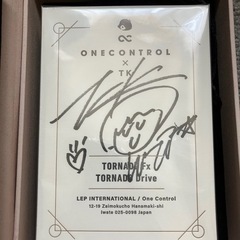 ONECONTROL
×
TK
TORNADO Fx
TORNADO Drive
LEP INTERNATIONAL / One Control
12-19 Zaimokucho Hanamaki-shi
Iwate 025-0098 Japan